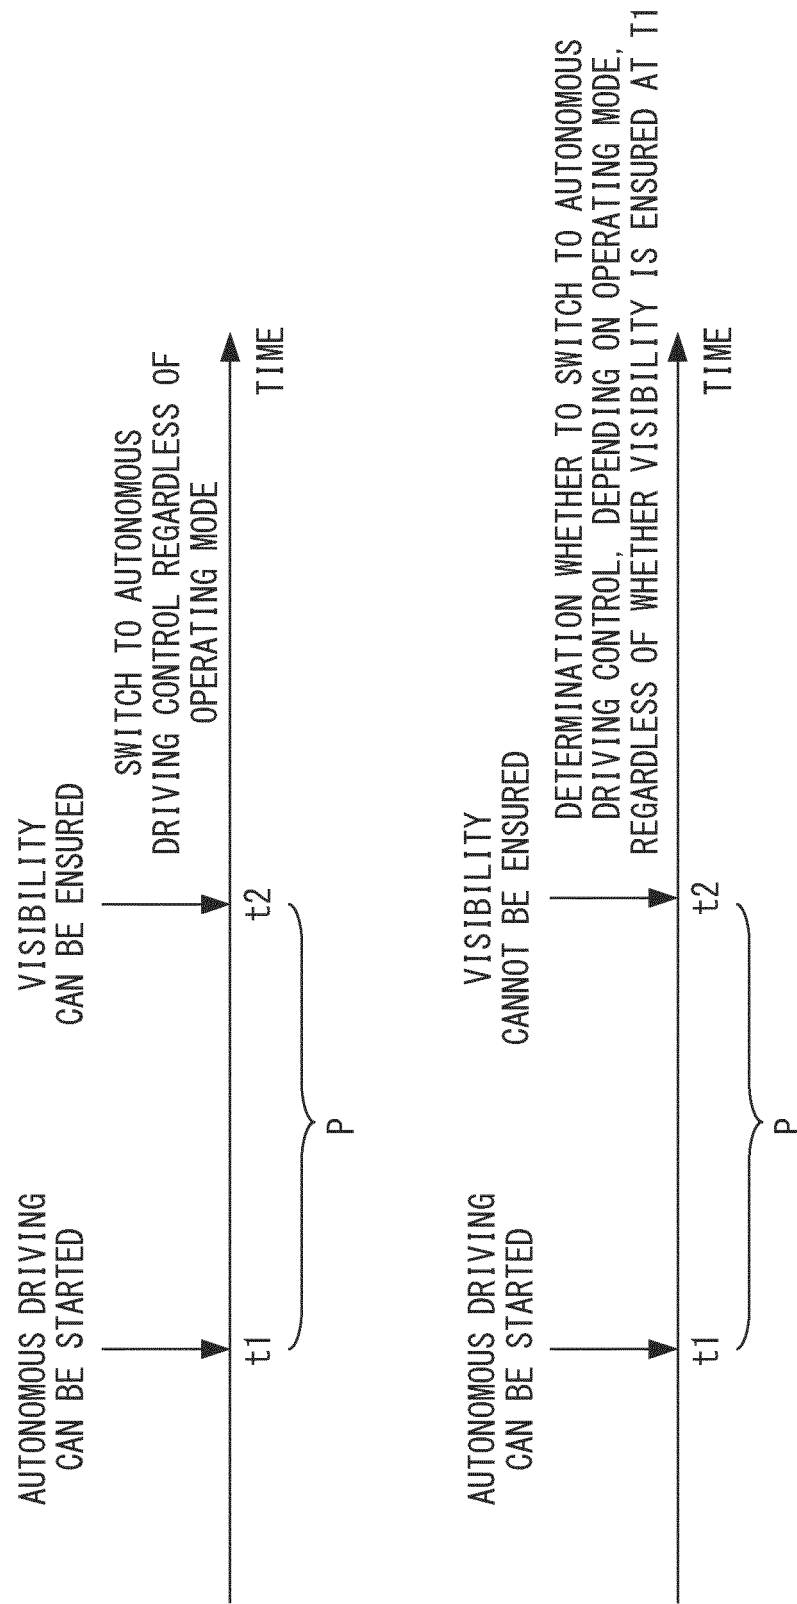 AUTONOMOUS DRIVING
CAN BE STARTED
VISIBILITY
CAN BE ENSURED
SWITCH TO AUTONOMOUS
DRIVING CONTROL REGARDLESS OF
OPERATING MODE
t1
t2
TIME
P
AUTONOMOUS DRIVING
CAN BE STARTED
VISIBILITY
CANNOT BE ENSURED
DETERMINATION WHETHER TO SWITCH TO AUTONOMOUS
DRIVING CONTROL, DEPENDING ON OPERATING MODE,
REGARDLESS OF WHETHER VISIBILITY IS ENSURED AT T1
t1
t2
TIME
P